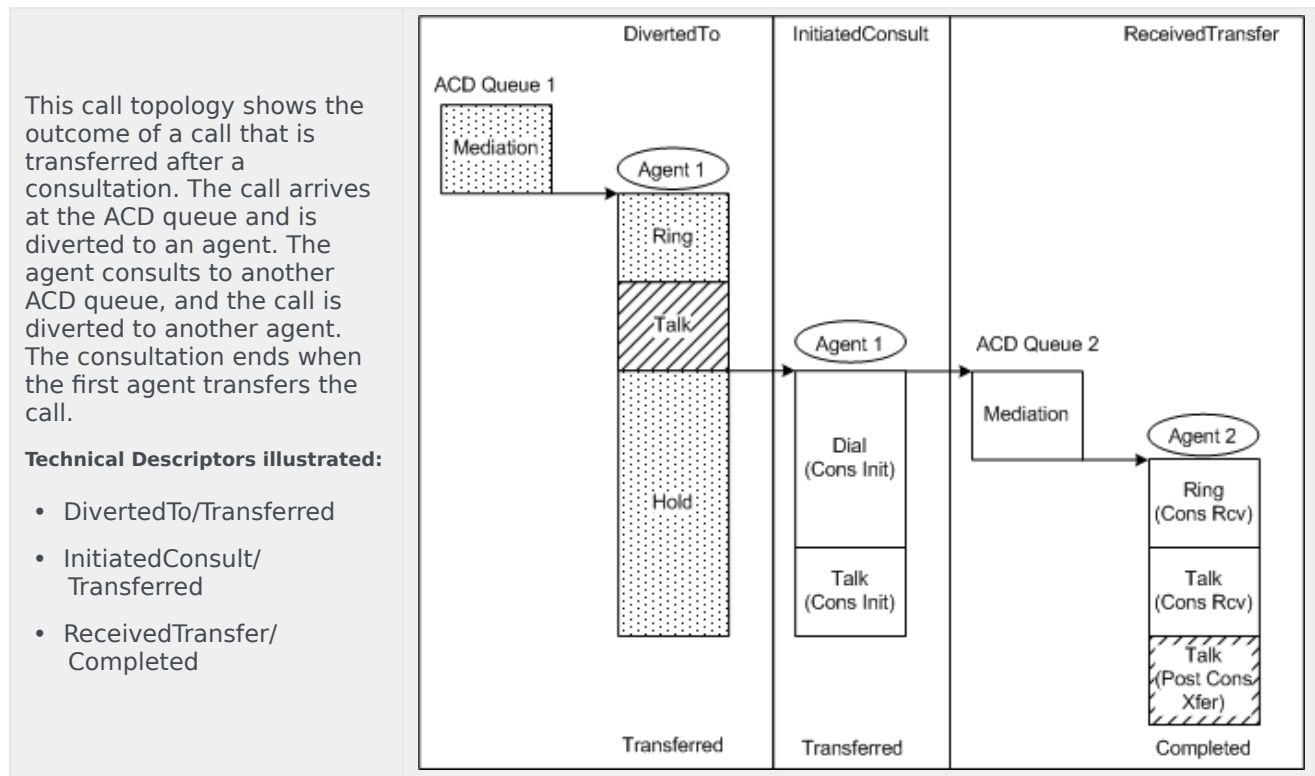 This call topology shows the
outcome of a call that is
transferred after a
consultation. The call arrives
at the ACD queue and is
diverted to an agent. The
agent consults to another
ACD queue, and the call is
diverted to another agent.
The consultation ends when
the first agent transfers the
call.
Technical Descriptors illustrated:
• DivertedTo/Transferred
• InitiatedConsult/
Transferred
• ReceivedTransfer/
Completed
DivertedTo
InitiatedConsult
ReceivedTransfer
ACD Queue 1
Mediation
Agent 1
Ring
Talk
Hold
Agent 1
Dial
(Cons Init)
Talk
(Cons Init)
ACD Queue 2
Mediation
Agent 2
Ring
(Cons Rcv)
Talk
(Cons Rcv)
Talk
(Post Cons
Xfer)
Transferred
Transferred
Completed